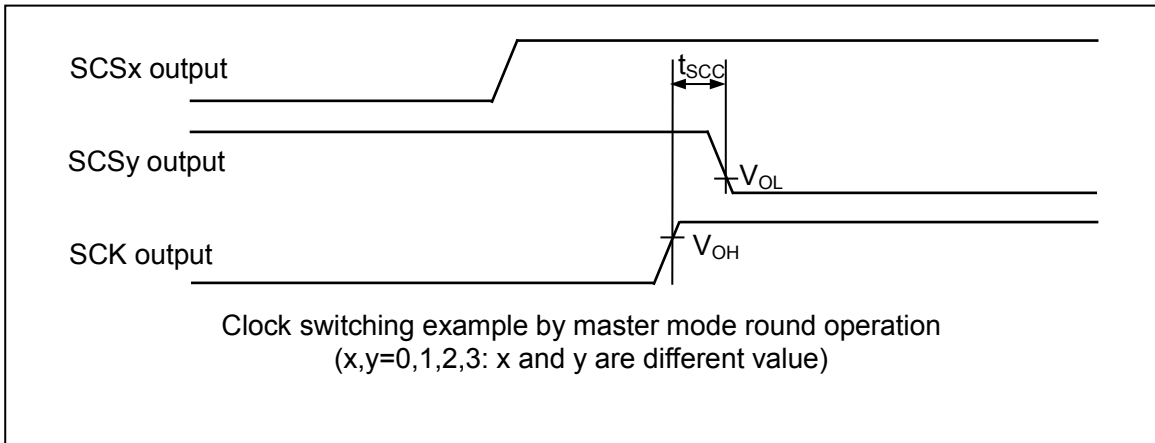 SCSx output
tSCC
SCSy output
VOL
SCK output
VOH
Clock switching example by master mode round operation
(x,y=0,1,2,3: x and y are different value)